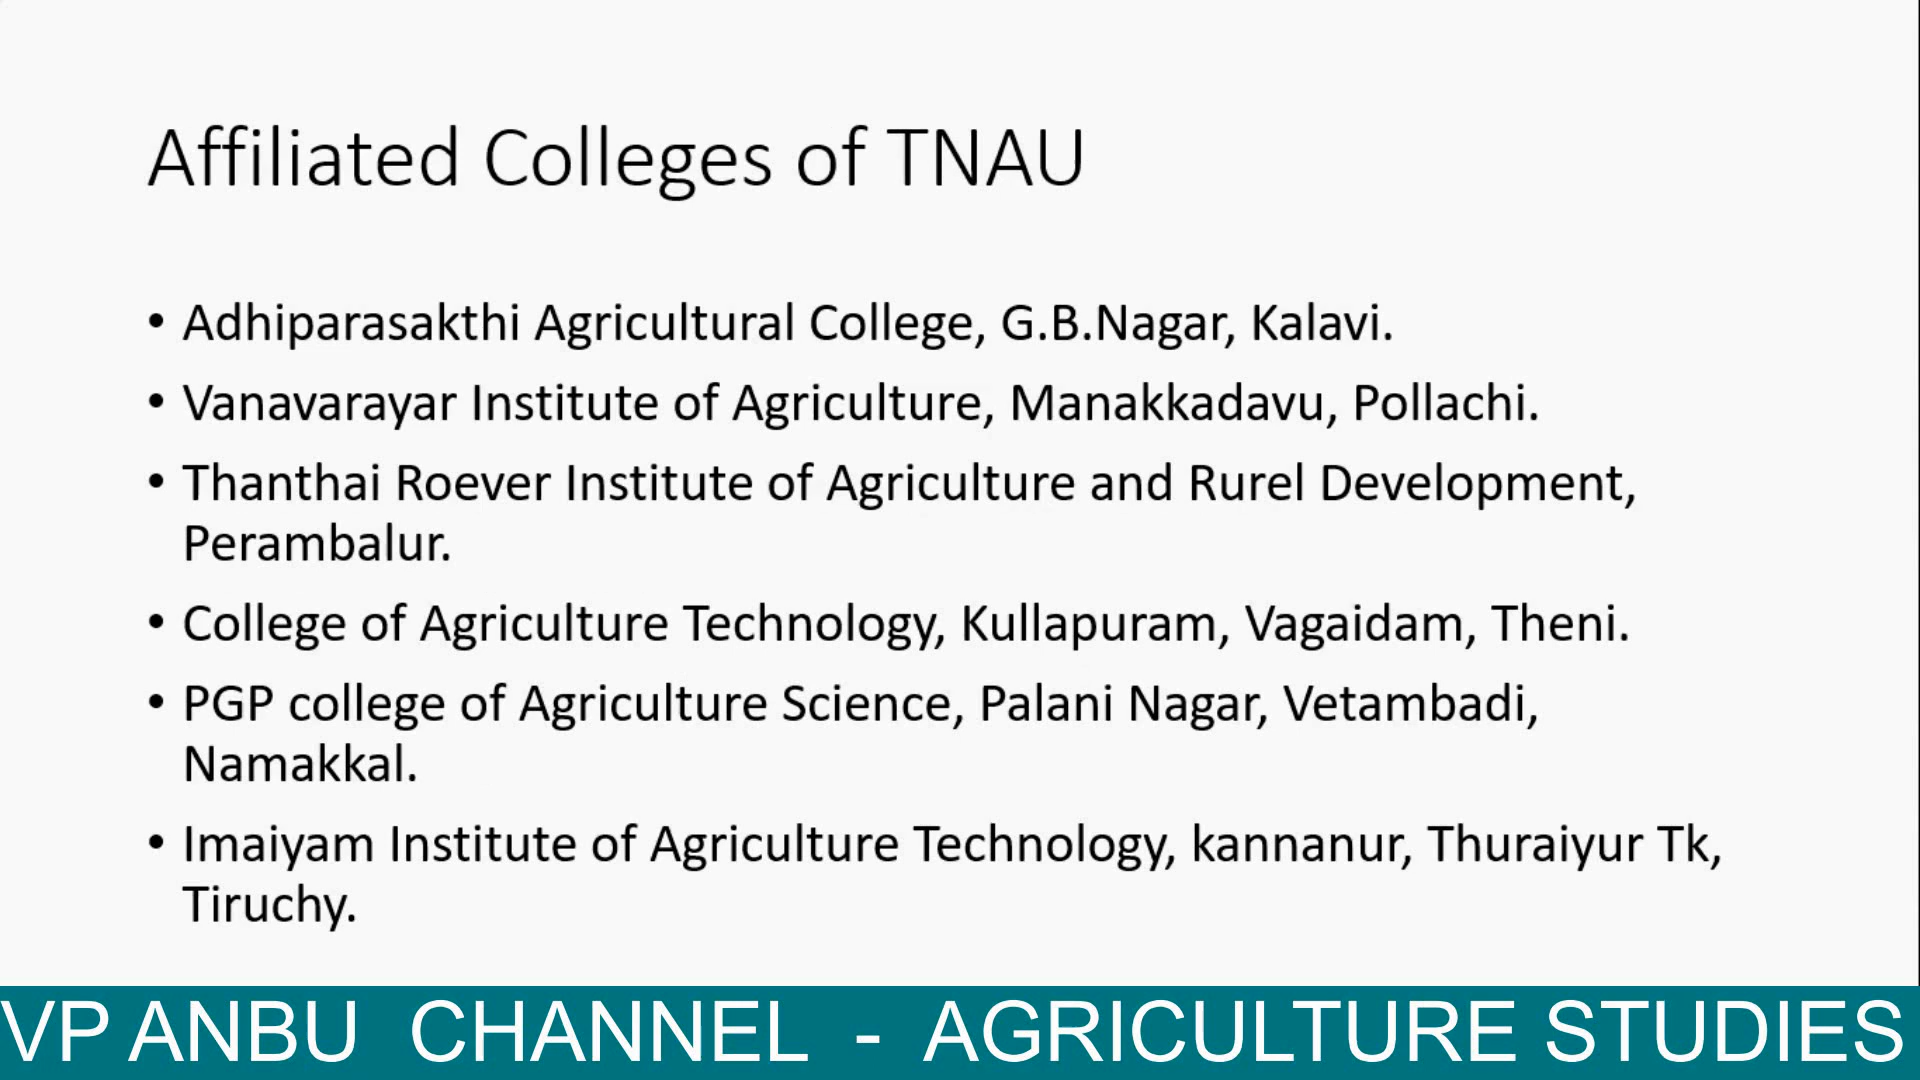 Affiliated Colleges of TNAU
• Adhiparasakthi Agricultural College, G.B.Nagar, Kalavi.
• Vanavarayar Institute of Agriculture, Manakkadavu, Pollachi.
• Thanthai Roever Institute of Agriculture and Rurel Development,
Perambalur.
• College of Agriculture Technology, Kullapuram, Vagaidam, Theni.
• PGP college of Agriculture Science, Palani Nagar, Vetambadi,
Namakkal.
• Imaiyam Institute of Agriculture Technology, kannanur, Thuraiyur Tk,
Tiruchy.
VP ANBU CHANNEL - AGRICULTURE STUDIES